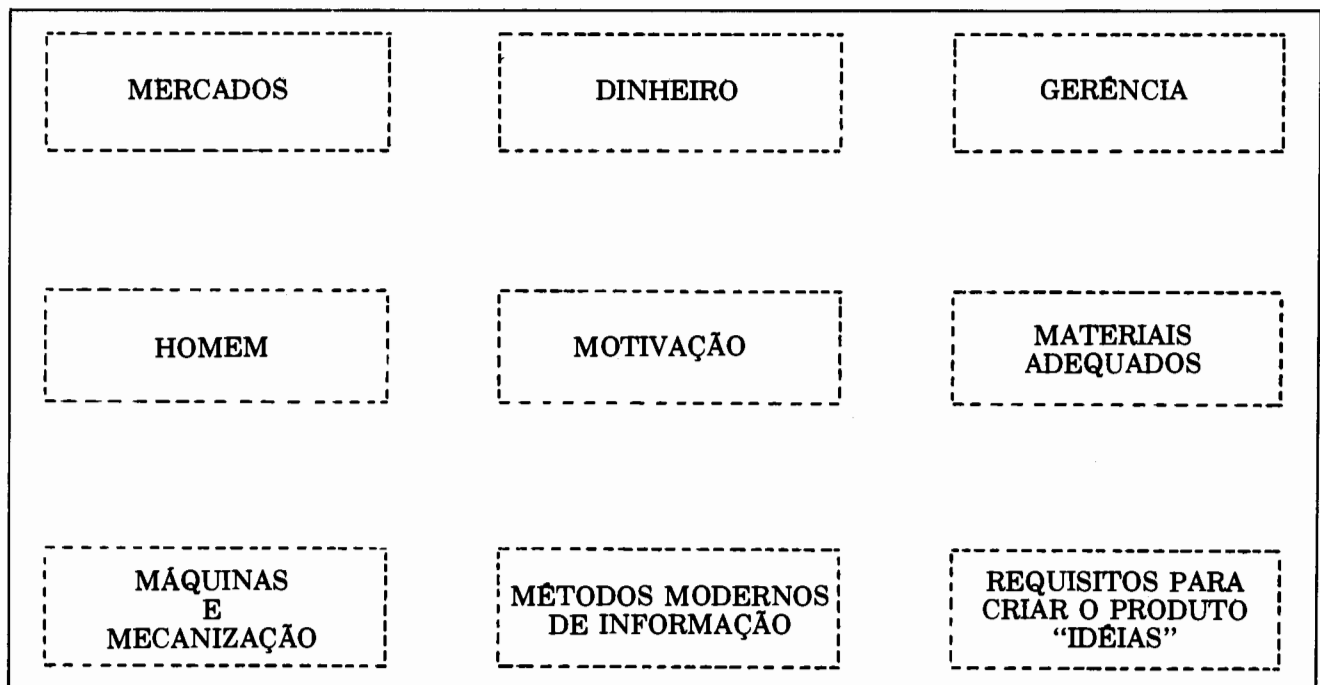 MERCADOS
DINHEIRO
GERÊNCIA
HOMEM
MOTIVAÇÃO
MATERIAIS
ADEQUADOS
MÁQUINAS
E
MECANIZAÇÃO
MÉTODOS MODERNOS
DE INFORMAÇÃO
REQUISITOS PARA
CRIAR O PRODUTO
“IDÉIAS”